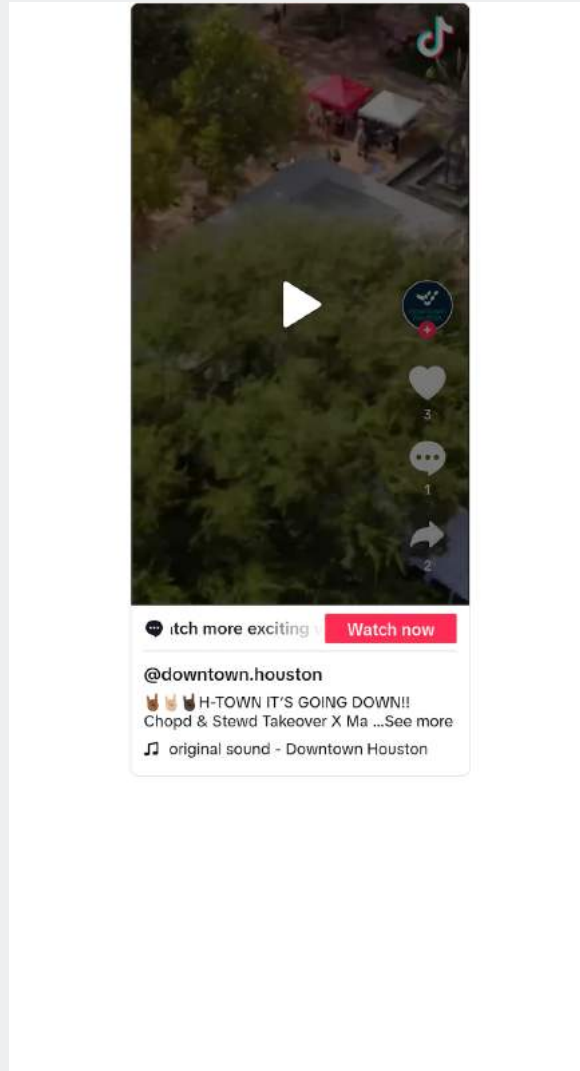 3
1
2
tch more exciting
Watch now
@downtown.houston
🤘🏾🤘🏼🤘🏿H-TOWN IT'S GOING DOWN!!
Chopd & Stewd Takeover X Ma ...See more
original sound - Downtown Houston